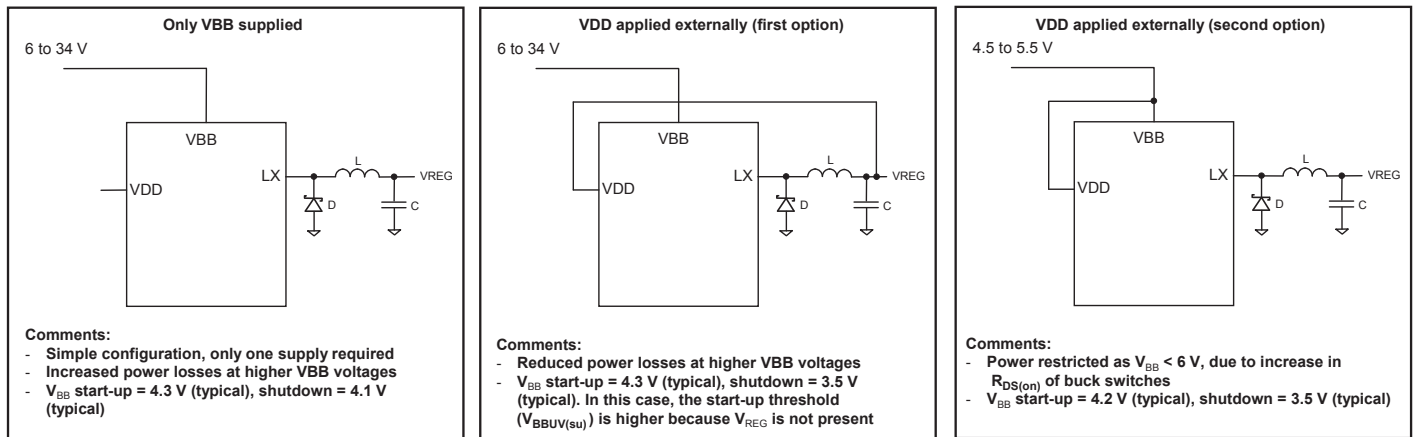 Only VBB supplied
6 to 34 V
VBB
VDD
LX
L
VREG
D
C
Comments:
- Simple configuration, only one supply required
- Increased power losses at higher VBB voltages
- VBB start-up = 4.3 V (typical), shutdown = 4.1 V
(typical)
VDD applied externally (first option)
6 to 34 V
VBB
VDD
LX
L
VREG
D
C
Comments:
- Reduced power losses at higher VBB voltages
- VBB start-up = 4.3 V (typical), shutdown = 3.5 V
(typical). In this case, the start-up threshold
(VBBUV(su)) is higher because VREG is not present
VDD applied externally (second option)
4.5 to 5.5 V
VBB
VDD
LX
L
VREG
D
C
Comments:
- Power restricted as VBB < 6 V, due to increase in
RDS(on) of buck switches
- VBB start-up = 4.2 V (typical), shutdown = 3.5 V (typical)